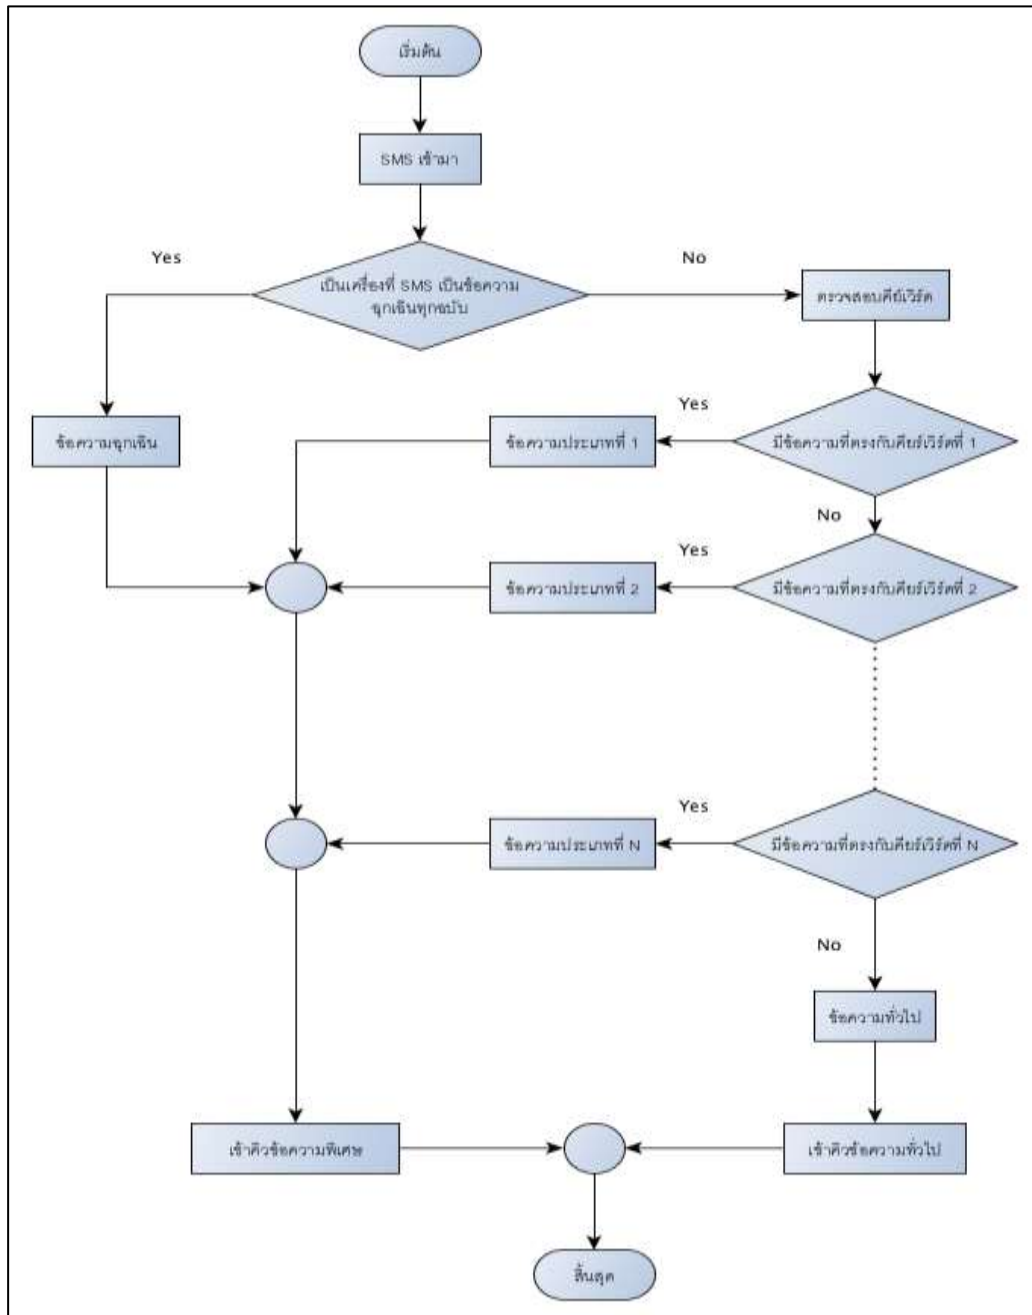 เริ่มต้น
SMS เข้ามา
Yes
No
เป็นเครื่องที่ SMS เป็นข้อความ
ฉุกเฉินทุกฉบับ
ตรวจสอบคีย์เวิร์ด
Yes
ข้อความฉุกเฉิน
ข้อความประเภทที่ 1
มีข้อความที่ตรงกับคียร์เวิร์ดที่ 1
No
Yes
ข้อความประเภทที่ 2
มีข้อความที่ตรงกับคียร์เวิร์ดที่ 2
Yes
ข้อความประเภทที่ N
มีข้อความที่ตรงกับคียร์เวิร์ดที่ N
No
ข้อความทั่วไป
เข้าคิวข้อความพิเศษ
เข้าคิวข้อความทั่วไป
สิ้นสุด